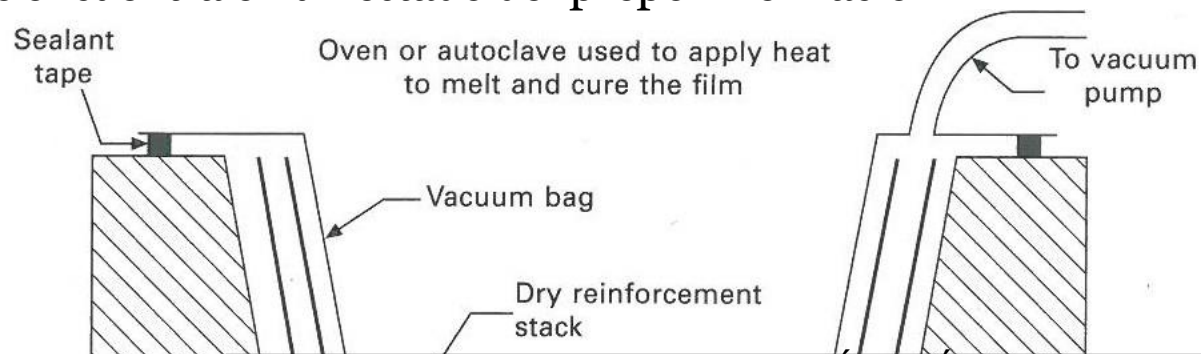 Sealant
tape
Oven or autoclave used to apply heat
to melt and cure the film
To vacuum
pump
Vacuum bag
Dry reinforcement
stack